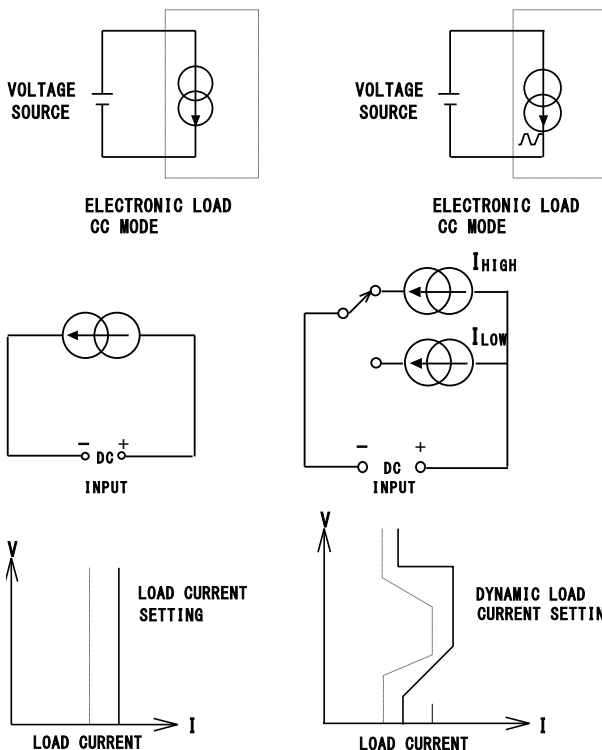 VOLTAGE
SOURCE
ELECTRONIC LOAD
CC MODE
VOLTAGE
SOURCE
ELECTRONIC LOAD
CC MODE
− +
DC
INPUT
IHIGH
ILOW
− +
DC
INPUT
V
LOAD CURRENT
SETTING
I
LOAD CURRENT
V
DYNAMIC LOAD
CURRENT SETTIN
I
LOAD CURRENT